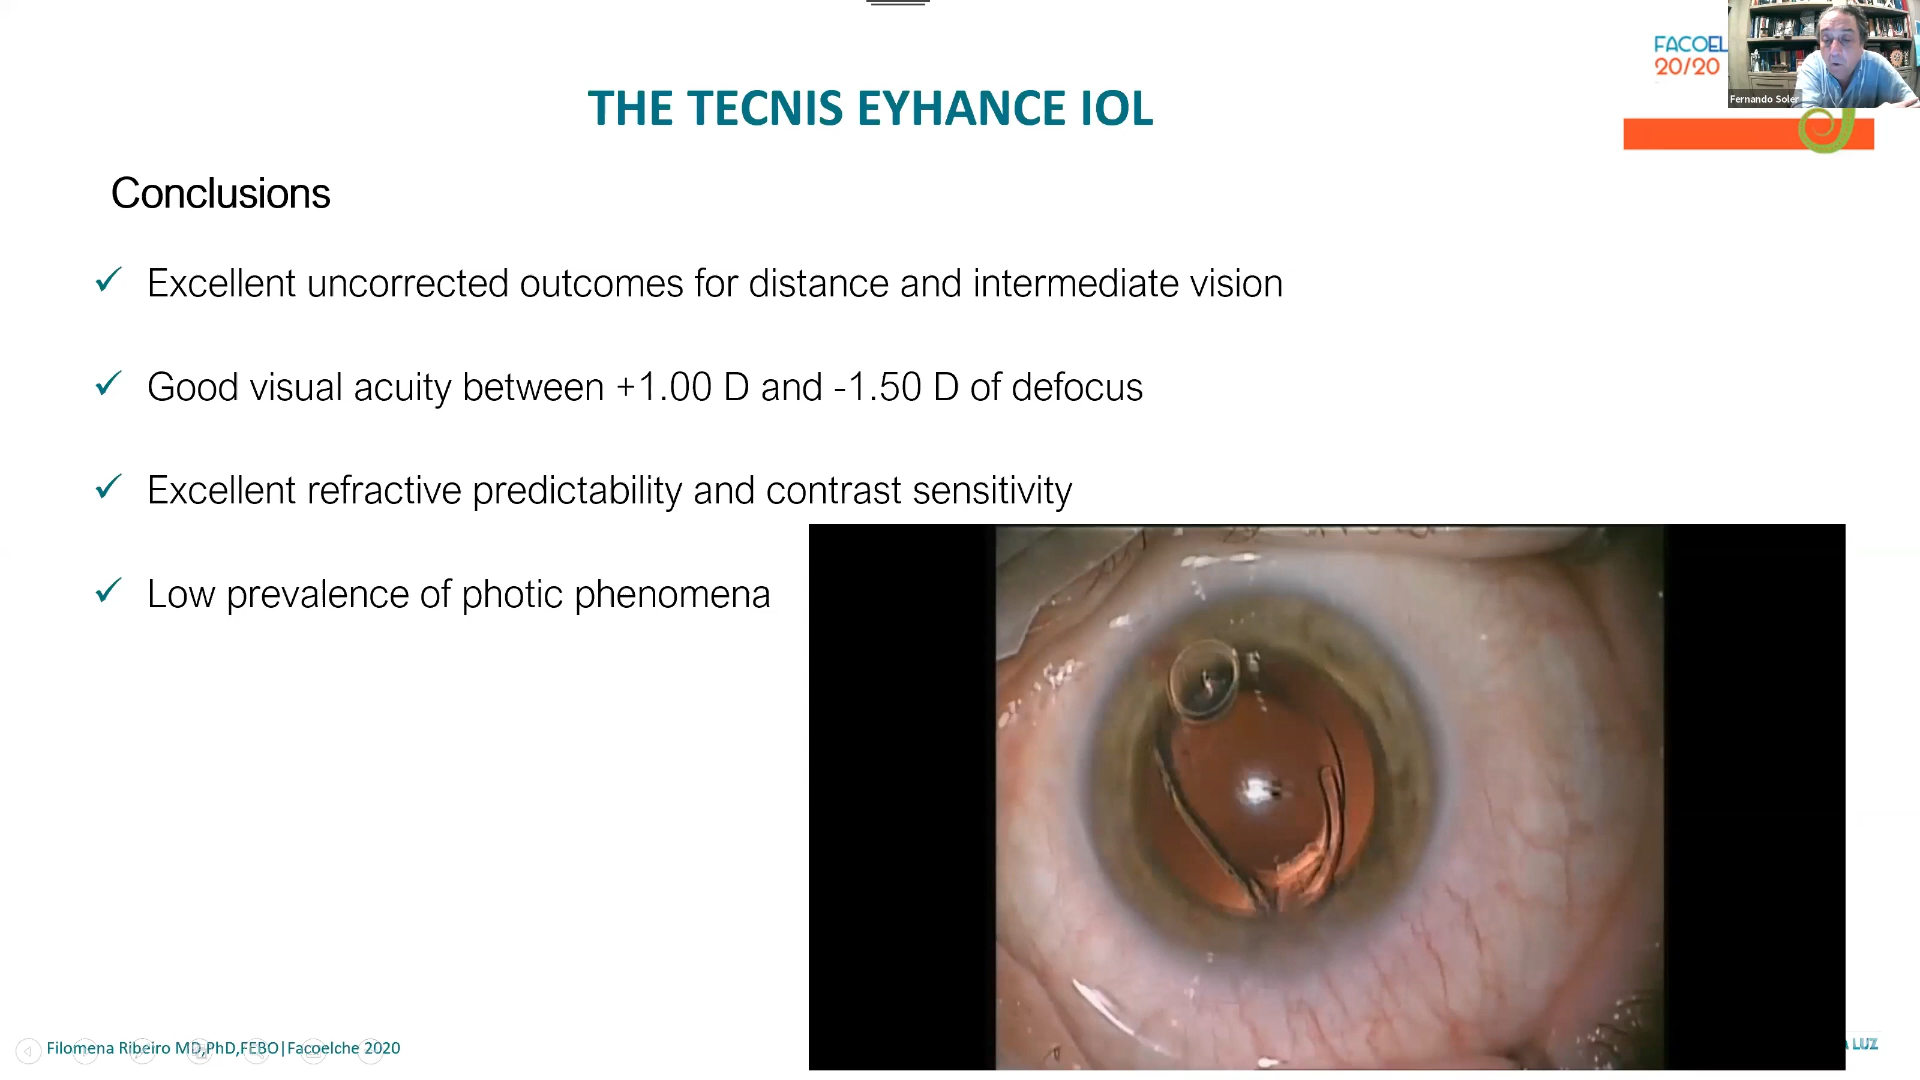 FACOEL
20/20
Fernando Soler
THE TECNIS EYHANCE IOL
Conclusions
✓ Excellent uncorrected outcomes for distance and intermediate vision
✓ Good visual acuity between +1.00 D and -1.50 D of defocus
✓ Excellent refractive predictability and contrast sensitivity
✓ Low prevalence of photic phenomena
Filomena Ribeiro MD,PhD,FEBO|Facoelche 2020
LUZ